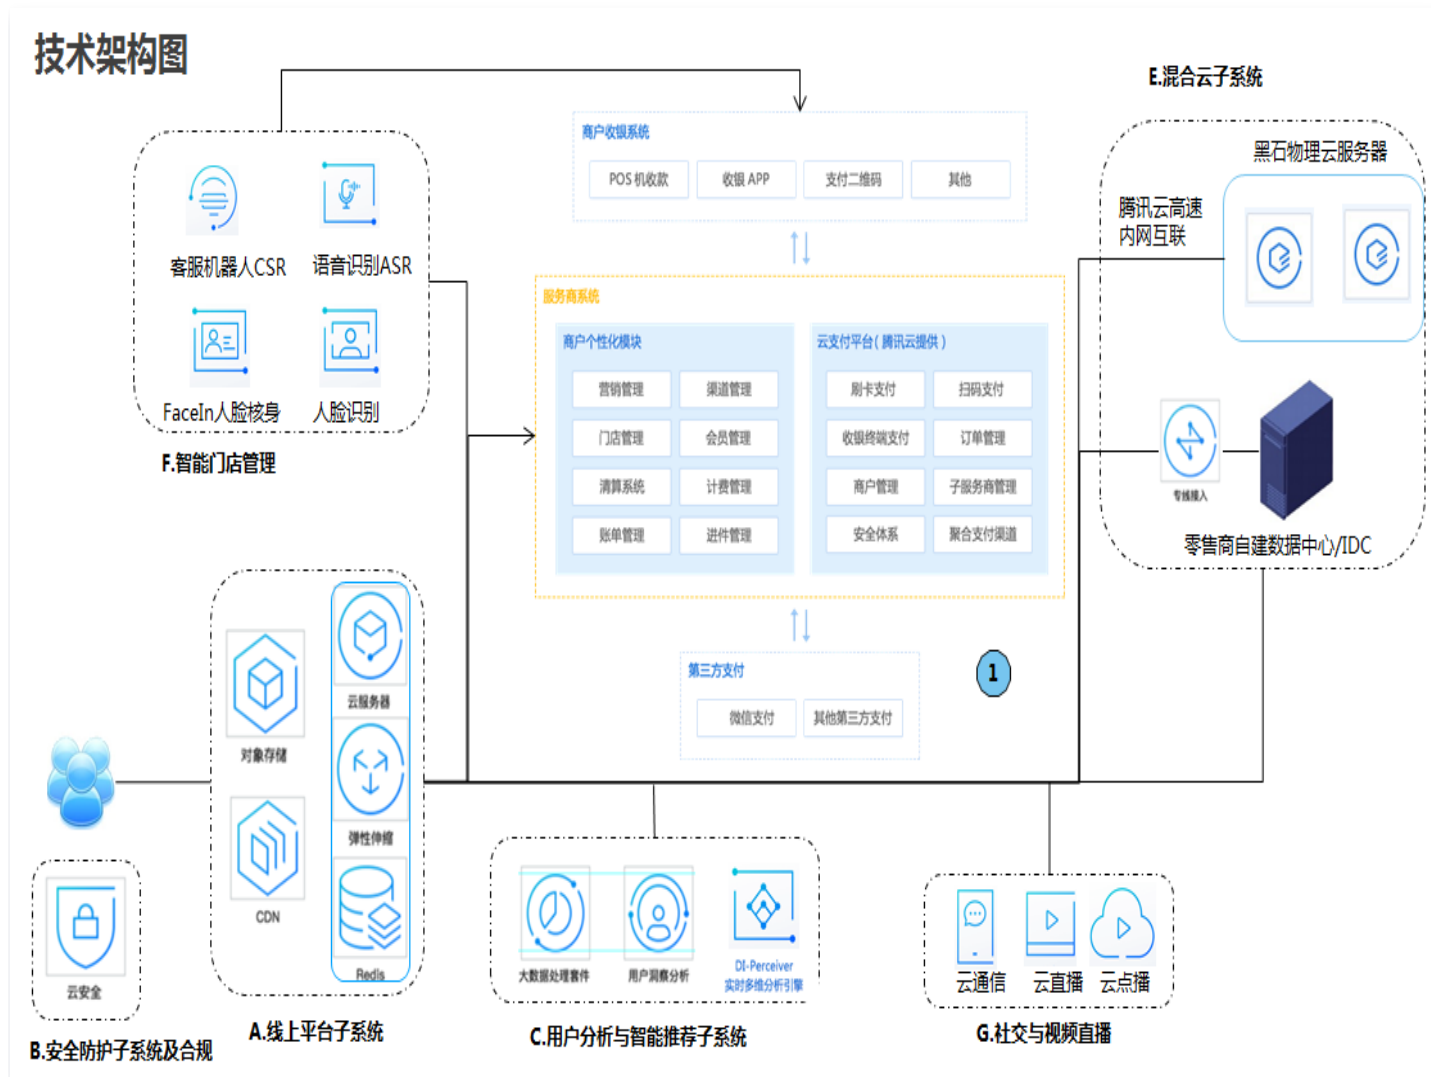 技术架构图
E.混合云子系统
商户收银系统
POS 机收款
收银 APP
支付二维码
其他
黑石物理云服务器
腾讯云高速
内网互联
客服机器人CSR
语音识别ASR
FaceIn人脸核身
人脸识别
F.智能门店管理
服务商系统
商户个性化模块
营销管理
渠道管理
门店管理
会员管理
清算系统
计费管理
账单管理
进件管理
云支付平台(腾讯云提供)
刷卡支付
扫码支付
收银终端支付
订单管理
商户管理
子服务商管理
安全体系
聚合支付渠道
专线接入
零售商自建数据中心/IDC
第三方支付
微信支付
其他第三方支付
1
云服务器
对象存储
弹性伸缩
CDN
Redis
A.线上平台子系统
云安全
B.安全防护子系统及合规
大数据处理套件
用户洞察分析
DI-Perceiver
实时多维分析引擎
C.用户分析与智能推荐子系统
云通信
云直播
云点播
G.社交与视频直播